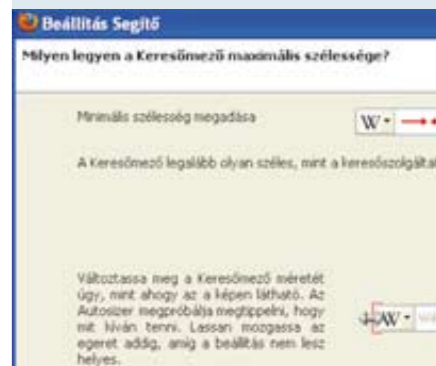 Beállítás Segítő
Milyen legyen a Keresőmező maximális szélessége?
Minimális szélesség megadása
W
A Keresőmező legalább olyan széles, mint a
Változtassa meg a Keresőmező méretét
úgy, mint ahogy az a képen látható. Az
Autosizer megpróbálja megtippelni, hogy
mit kíván tenni. Lassan mozgassa az
egeret addig, amíg a beállítás nem lesz
helyes.
W